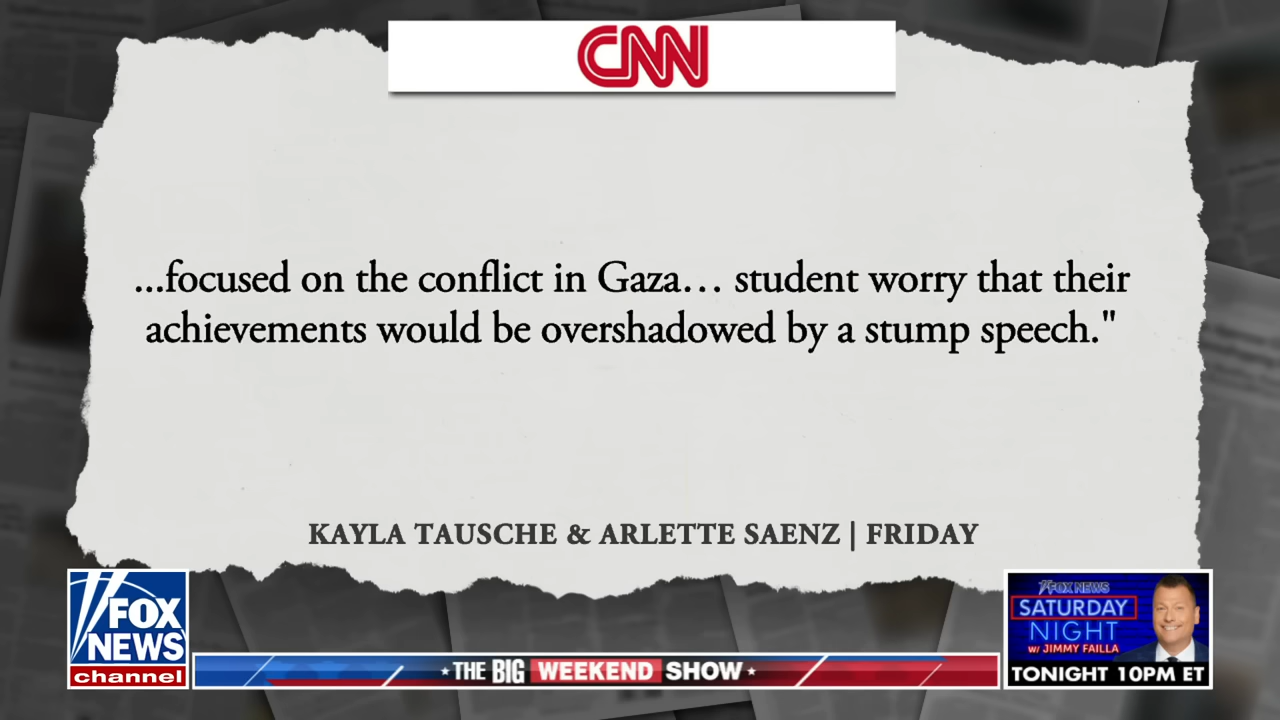 CNN
...focused on the conflict in Gaza… student worry that their
achievements would be overshadowed by a stump speech."
KAYLA TAUSCHE & ARLETTE SAENZ | FRIDAY
FOX
NEWS
channel
THE BIG WEEKEND SHOW
FOX NEWS
SATURDAY
NIGHT
w/ JIMMY FAILLA
TONIGHT 10PM ET